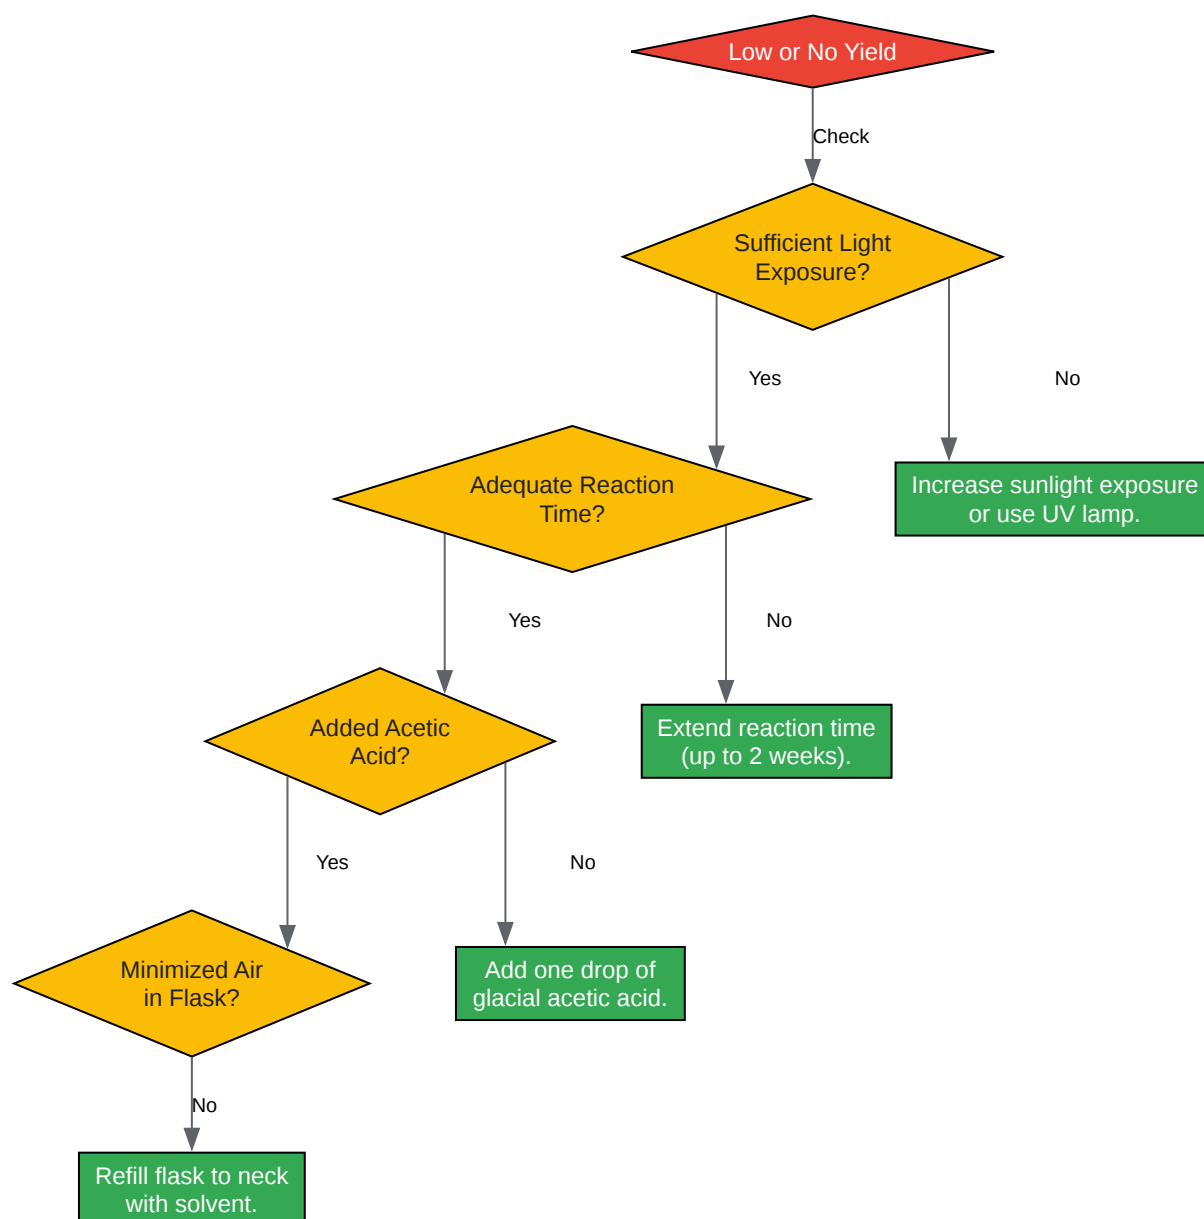 Low or No Yield
Check
Sufficient Light
Exposure?
Yes
No
Adequate Reaction
Time?
Increase sunlight exposure
or use UV lamp.
Yes
No
Added Acetic
Acid?
Extend reaction time
(up to 2 weeks).
Yes
No
Minimized Air
in Flask?
Add one drop of
glacial acetic acid.
No
Refill flask to neck
with solvent.